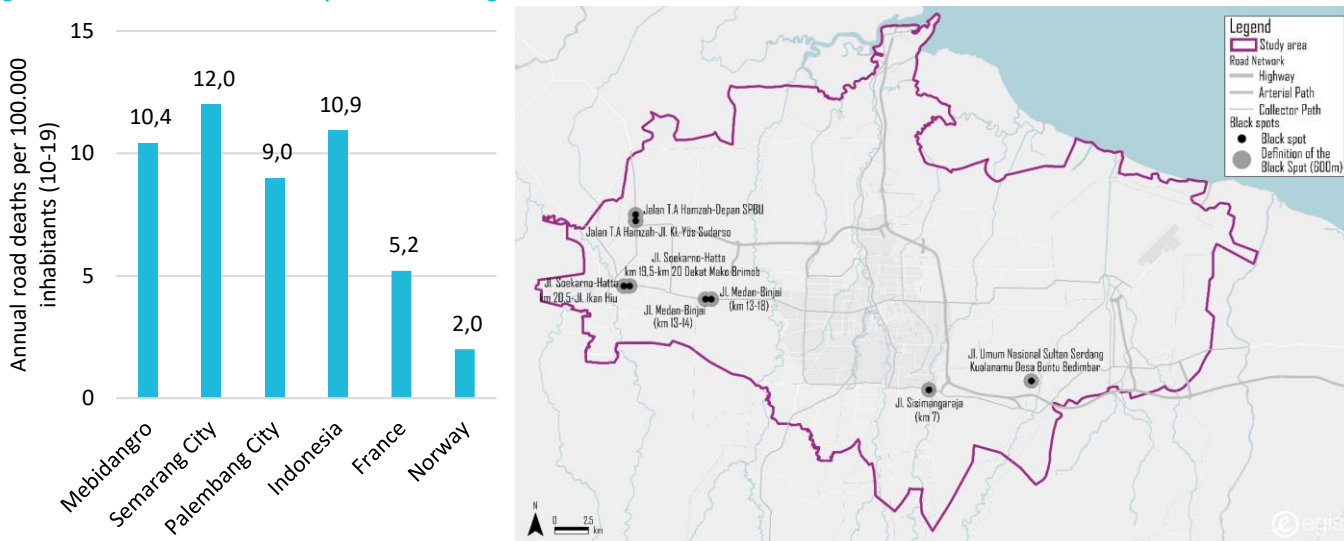 Annual road deaths per 100.000
inhabitants (10-19)
15
10
5
0
10,4
12,0
9,0
10,9
5,2
2,0
Mebidangro
Semarang City
Palembang City
Indonesia
France
Norway
Legend
Study area
Road Network
Highway
Arterial Path
Collector Path
Black spots
Black spot
Definition of the
Black Spot (600m)
Jalan T.A Hamzah-Depan SPBU
Jalan T.A Hamzah-Jl. Kl. Yos Sudarso
Jl. Soekarno-Hatta
km 19,5-km 20 Dekat Mako Brimob
Jl. Soekarno-Hatta
km 20,5-Jl. Ikan Hiu
Jl. Medan-Binjai
(km 13-14)
Jl. Medan-Binjai
(km 13-18)
Jl. Umum Nasional Sultan Serdang
Kualanamu Desa Buntu Bedimbar
Jl. Sisimangaraja
(km 7)
N
0 2.5
km
egis